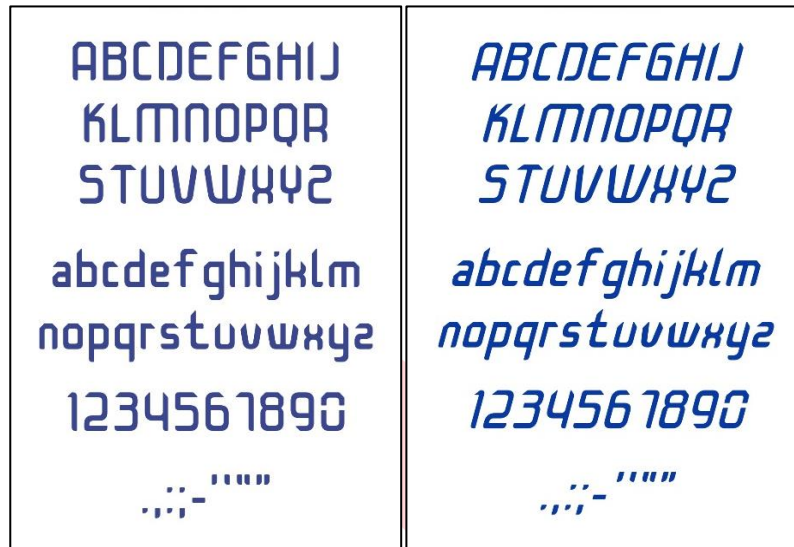 ABCDEFGHIJ
KLMNOPQR
STUVWXYZ
abcdefghijklm
nopqrstuvwxyz
1234567890
.,:;-''""
ABCDEFGHIJ
KLMNOPQR
STUVWXYZ
abcdefghijklm
nopqrstuvwxyz
1234567890
.,:;-''""